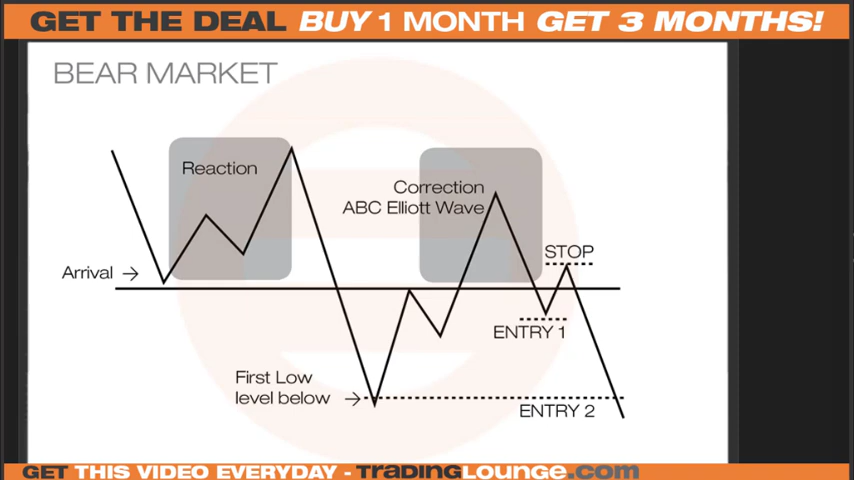 GET THE DEAL BUY 1 MONTH GET 3 MONTHS!
BEAR MARKET
Reaction
Correction
ABC Elliott Wave
STOP
Arrival
ENTRY 1
First Low
level below
ENTRY 2
GET THIS VIDEO EVERYDAY - TradingLounge.com